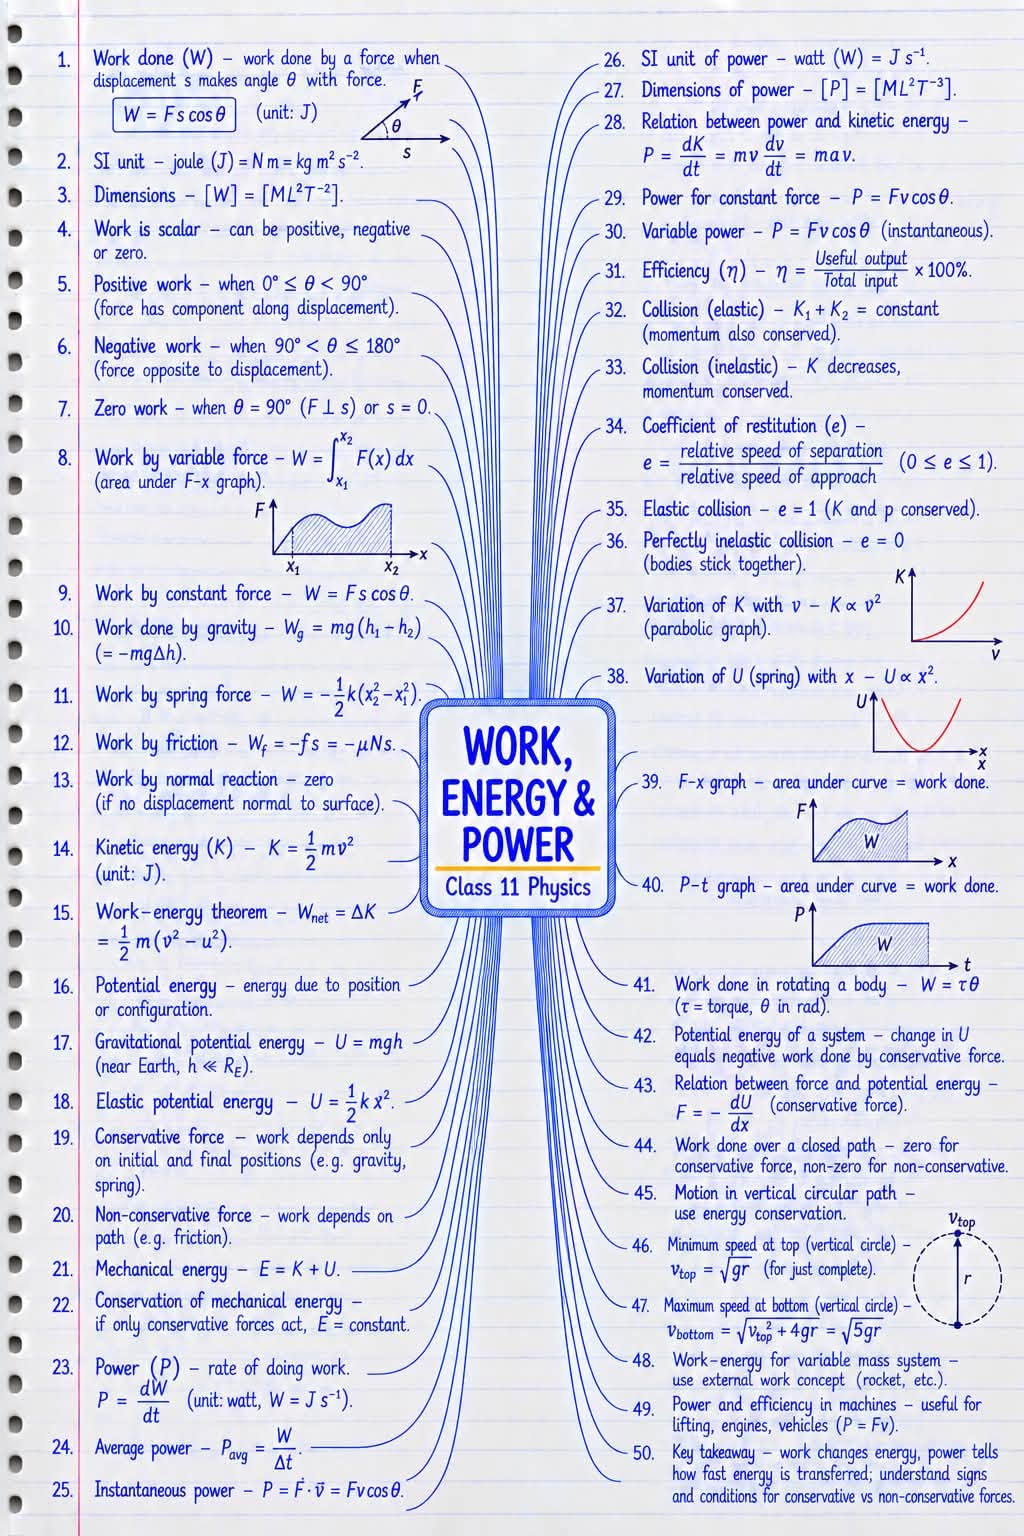 1. Work done (W) – work done by a force when
displacement s makes angle θ with force.
W = F s cos θ (unit: J)
F
θ
s
2. SI unit – joule (J) = N m = kg m² s⁻².
3. Dimensions – [W] = [ML²T⁻²].
4. Work is scalar – can be positive, negative
or zero.
5. Positive work – when 0° ≤ θ < 90°
(force has component along displacement).
6. Negative work – when 90° < θ ≤ 180°
(force opposite to displacement).
7. Zero work – when θ = 90° (F ⊥ s) or s = 0.
8. Work by variable force – W = ∫ₓ₁ˣ² F(x) dx
(area under F-x graph).
F
x₁ x₂ x
9. Work by constant force – W = F s cos θ.
10. Work done by gravity – W_g = mg(h₁ – h₂)
(= –mgΔh).
11. Work by spring force – W = –1/2 k(x₂² – x₁²).
12. Work by friction – W_f = –f s = –μNs.
13. Work by normal reaction – zero
(if no displacement normal to surface).
14. Kinetic energy (K) – K = 1/2 mv²
(unit: J).
15. Work–energy theorem – W_net = ΔK
= 1/2 m(v² – u²).
16. Potential energy – energy due to position
or configuration.
17. Gravitational potential energy – U = mgh
(near Earth, h ≪ R_E).
18. Elastic potential energy – U = 1/2 k x².
19. Conservative force – work depends only
on initial and final positions (e.g. gravity,
spring).
20. Non-conservative force – work depends on
path (e.g. friction).
21. Mechanical energy – E = K + U.
22. Conservation of mechanical energy –
if only conservative forces act, E = constant.
23. Power (P) – rate of doing work.
P = dW/dt (unit: watt, W = J s⁻¹).
24. Average power – P_avg = W/Δt.
25. Instantaneous power – P = F⃗ · v⃗ = Fv cos θ.
WORK,
ENERGY &
POWER
Class 11 Physics
26. SI unit of power – watt (W) = J s⁻¹.
27. Dimensions of power – [P] = [ML²T⁻³].
28. Relation between power and kinetic energy –
P = dK/dt = mv dv/dt = mav.
29. Power for constant force – P = Fv cos θ.
30. Variable power – P = Fv cos θ (instantaneous).
31. Efficiency (η) – η = Useful output/Total input × 100%.
32. Collision (elastic) – K₁ + K₂ = constant
(momentum also conserved).
33. Collision (inelastic) – K decreases,
momentum conserved.
34. Coefficient of restitution (e) –
e = relative speed of separation/relative speed of approach (0 ≤ e ≤ 1).
35. Elastic collision – e = 1 (K and p conserved).
36. Perfectly inelastic collision – e = 0
(bodies stick together).
37. Variation of K with v – K ∝ v²
(parabolic graph).
K
v
38. Variation of U (spring) with x – U ∝ x².
U
x
x
39. F-x graph – area under curve = work done.
F
W
x
40. P-t graph – area under curve = work done.
P
W
t
41. Work done in rotating a body – W = τθ
(τ = torque, θ in rad).
42. Potential energy of a system – change in U
equals negative work done by conservative force.
43. Relation between force and potential energy –
F = – dU/dx (conservative force).
44. Work done over a closed path – zero for
conservative force, non-zero for non-conservative.
45. Motion in vertical circular path –
use energy conservation.
46. Minimum speed at top (vertical circle) –
v_top = √gr (for just complete).
v_top
r
47. Maximum speed at bottom (vertical circle) –
v_bottom = √(v_top² + 4gr) = √5gr
48. Work–energy for variable mass system –
use external work concept (rocket, etc.).
49. Power and efficiency in machines – useful for
lifting, engines, vehicles (P = Fv).
50. Key takeaway – work changes energy, power tells
how fast energy is transferred; understand signs
and conditions for conservative vs non-conservative forces.